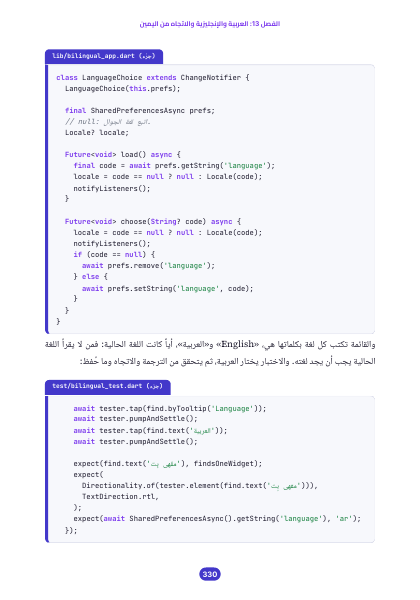 الفصل 13: العربية والإنجليزية والاتجاه من اليمين
lib/bilingual_app.dart (جزء)
class LanguageChoice extends ChangeNotifier {
  LanguageChoice(this.prefs);

  final SharedPreferencesAsync prefs;
  // null: اتبع لغة الجوال.
  Locale? locale;

  Future<void> load() async {
    final code = await prefs.getString('language');
    locale = code == null ? null : Locale(code);
    notifyListeners();
  }

  Future<void> choose(String? code) async {
    locale = code == null ? null : Locale(code);
    notifyListeners();
    if (code == null) {
      await prefs.remove('language');
    } else {
      await prefs.setString('language', code);
    }
  }
}
والقائمة تكتب كل لغة بكلماتها هي، «English» و«العربية»، أياً كانت اللغة الحالية: فمن لا يقرأ اللغة
الحالية يجب أن يجد لغته. والاختبار يختار العربية، ثم يتحقق من الترجمة والاتجاه وما حُفظ:
test/bilingual_test.dart (جزء)
    await tester.tap(find.byTooltip('Language'));
    await tester.pumpAndSettle();
    await tester.tap(find.text('العربية'));
    await tester.pumpAndSettle();

    expect(find.text('مقهى بت'), findsOneWidget);
    expect(
      Directionality.of(tester.element(find.text('مقهى بت'))),
      TextDirection.rtl,
    );
    expect(await SharedPreferencesAsync().getString('language'), 'ar');
  });
330